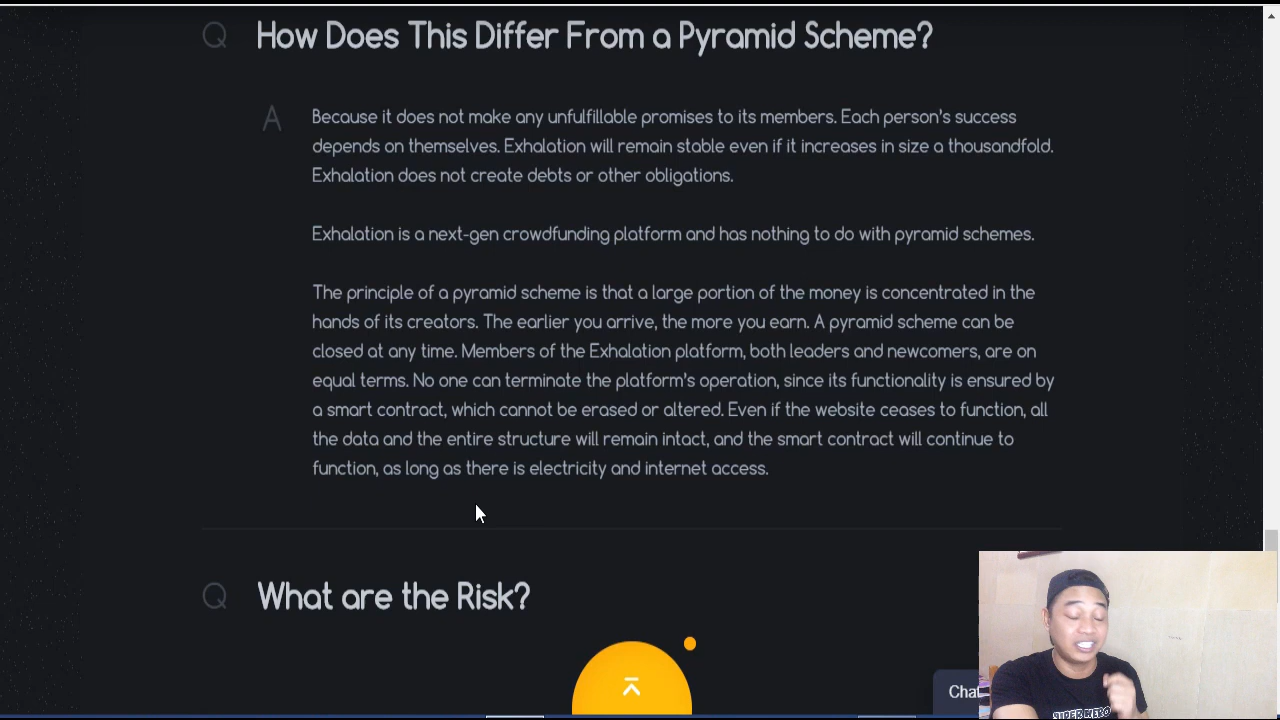 Q How Does This Differ From a Pyramid Scheme?
A Because it does not make any unfulfillable promises to its members. Each person's success
depends on themselves. Exhalation will remain stable even if it increases in size a thousandfold.
Exhalation does not create debts or other obligations.
Exhalation is a next-gen crowdfunding platform and has nothing to do with pyramid schemes.
The principle of a pyramid scheme is that a large portion of the money is concentrated in the
hands of its creators. The earlier you arrive, the more you earn. A pyramid scheme can be
closed at any time. Members of the Exhalation platform, both leaders and newcomers, are on
equal terms. No one can terminate the platform's operation, since its functionality is ensured by
a smart contract, which cannot be erased or altered. Even if the website ceases to function, all
the data and the entire structure will remain intact, and the smart contract will continue to
function, as long as there is electricity and internet access.
Q What are the Risk?
Chat
SUPER